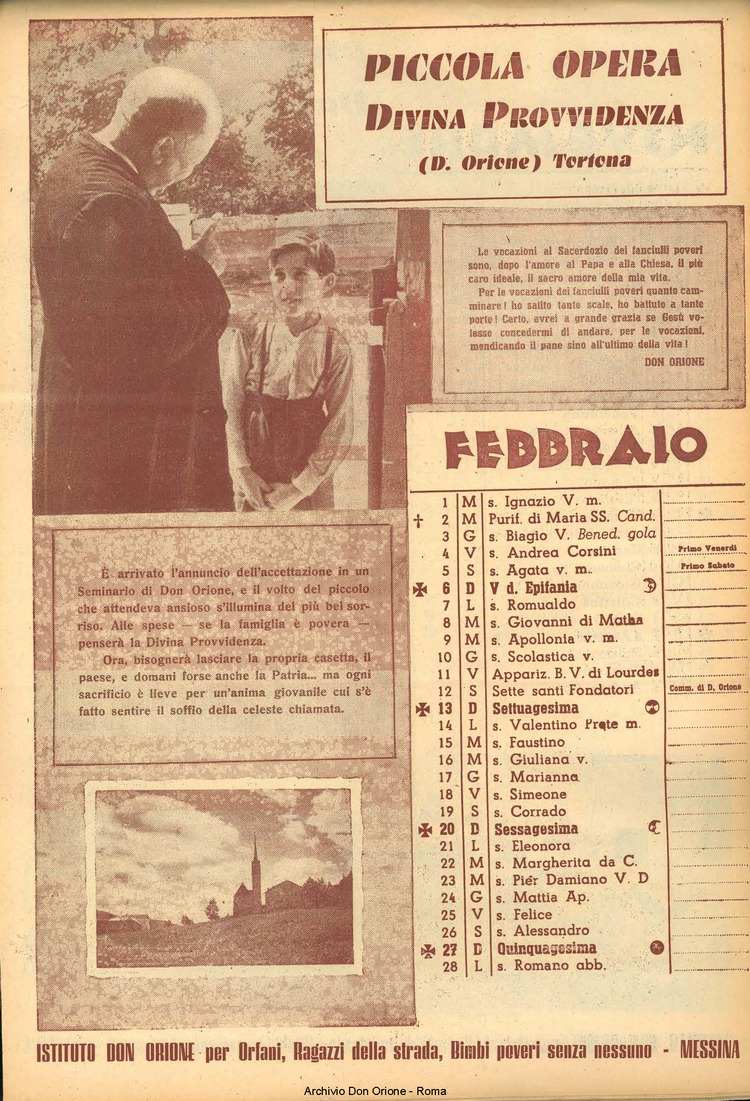 PICCOLA OPERA
DIVINA PROVVIDENZA
(D. Orione) Tortona
Le vocazioni al Sacerdozio dei fanciulli poveri
sono, dopo l'amore al Papa e alla Chiesa, il più
caro ideale, il sacro amore della mia vita.
Per le vocazioni dei fanciulli poveri quanto cam-
minare! ho salito tante scale, ho battuto a tante
porte! Certo, avrei a grande grazia se Gesù vo-
lesse concedermi di andare, per le vocazioni,
mendicando il pane sino all'ultimo della vita!
DON ORIONE
È arrivato l'annuncio dell'accettazione in un
Seminario di Don Orione, e il volto del piccolo
che attendeva ansioso s'illumina del più bel sor-
riso. Alle spese — se la famiglia è povera —
penserà la Divina Provvidenza.
Ora, bisognerà lasciare la propria casetta, il
paese, e domani forse anche la Patria... ma ogni
sacrificio è lieve per un'anima giovanile cui s'è
fatto sentire il soffio della celeste chiamata.
FEBBRAIO
1 M s. Ignazio V. m.
† 2 M Purif. di Maria SS. Cand.
3 G s. Biagio V. Bened. gola
4 V s. Andrea Corsini Primo Venerdì
5 S s. Agata v. m. Primo Sabato
✠ 6 D V d. Epifania
7 L s. Romualdo
8 M s. Giovanni di Matha
9 M s. Apollonia v. m.
10 G s. Scolastica v.
11 V Appariz. B. V. di Lourdes
12 S Sette santi Fondatori Comm. di D. Orione
✠ 13 D Settuagesima
14 L s. Valentino Prete m.
15 M s. Faustino
16 M s. Giuliana v.
17 G s. Marianna
18 V s. Simeone
19 S s. Corrado
✠ 20 D Sessagesima
21 L s. Eleonora
22 M s. Margherita da C.
23 M s. Pier Damiano V. D
24 G s. Mattia Ap.
25 V s. Felice
26 S s. Alessandro
✠ 27 D Quinquagesima
28 L s. Romano abb.
ISTITUTO DON ORIONE per Orfani, Ragazzi della strada, Bimbi poveri senza nessuno - MESSINA
Archivio Don Orione - Roma